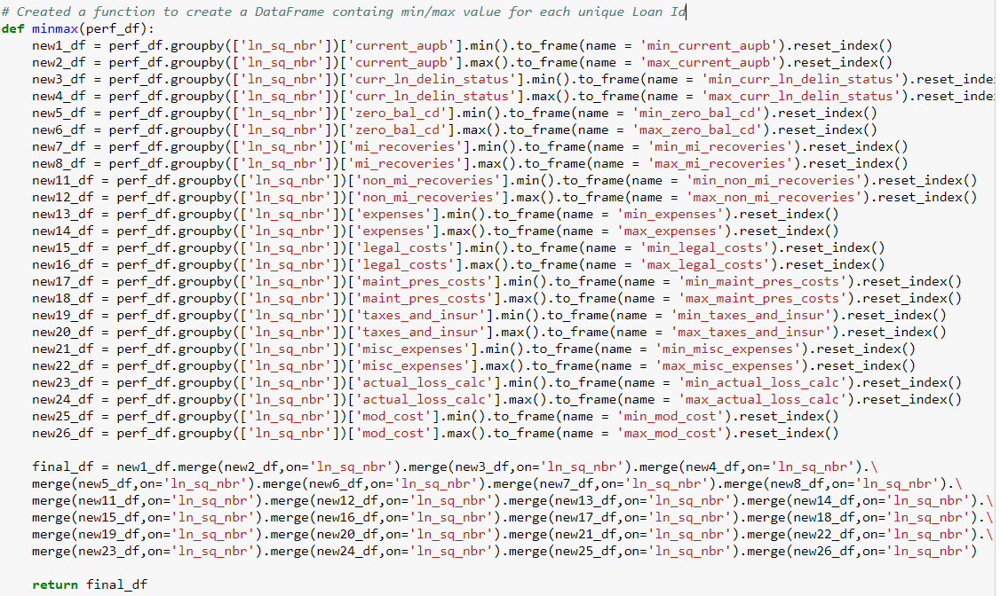 # Created a function to create a DataFrame containg min/max value for each unique Loan Id
def minmax(perf_df):
    new1_df = perf_df.groupby(['ln_sq_nbr'])['current_aupb'].min().to_frame(name = 'min_current_aupb').reset_index()
    new2_df = perf_df.groupby(['ln_sq_nbr'])['current_aupb'].max().to_frame(name = 'max_current_aupb').reset_index()
    new3_df = perf_df.groupby(['ln_sq_nbr'])['curr_ln_delin_status'].min().to_frame(name = 'min_curr_ln_delin_status').reset_inde
    new4_df = perf_df.groupby(['ln_sq_nbr'])['curr_ln_delin_status'].max().to_frame(name = 'max_curr_ln_delin_status').reset_inde
    new5_df = perf_df.groupby(['ln_sq_nbr'])['zero_bal_cd'].min().to_frame(name = 'min_zero_bal_cd').reset_index()
    new6_df = perf_df.groupby(['ln_sq_nbr'])['zero_bal_cd'].max().to_frame(name = 'max_zero_bal_cd').reset_index()
    new7_df = perf_df.groupby(['ln_sq_nbr'])['mi_recoveries'].min().to_frame(name = 'min_mi_recoveries').reset_index()
    new8_df = perf_df.groupby(['ln_sq_nbr'])['mi_recoveries'].max().to_frame(name = 'max_mi_recoveries').reset_index()
    new11_df = perf_df.groupby(['ln_sq_nbr'])['non_mi_recoveries'].min().to_frame(name = 'min_non_mi_recoveries').reset_index()
    new12_df = perf_df.groupby(['ln_sq_nbr'])['non_mi_recoveries'].max().to_frame(name = 'max_non_mi_recoveries').reset_index()
    new13_df = perf_df.groupby(['ln_sq_nbr'])['expenses'].min().to_frame(name = 'min_expenses').reset_index()
    new14_df = perf_df.groupby(['ln_sq_nbr'])['expenses'].max().to_frame(name = 'max_expenses').reset_index()
    new15_df = perf_df.groupby(['ln_sq_nbr'])['legal_costs'].min().to_frame(name = 'min_legal_costs').reset_index()
    new16_df = perf_df.groupby(['ln_sq_nbr'])['legal_costs'].max().to_frame(name = 'max_legal_costs').reset_index()
    new17_df = perf_df.groupby(['ln_sq_nbr'])['maint_pres_costs'].min().to_frame(name = 'min_maint_pres_costs').reset_index()
    new18_df = perf_df.groupby(['ln_sq_nbr'])['maint_pres_costs'].max().to_frame(name = 'max_maint_pres_costs').reset_index()
    new19_df = perf_df.groupby(['ln_sq_nbr'])['taxes_and_insur'].min().to_frame(name = 'min_taxes_and_insur').reset_index()
    new20_df = perf_df.groupby(['ln_sq_nbr'])['taxes_and_insur'].max().to_frame(name = 'max_taxes_and_insur').reset_index()
    new21_df = perf_df.groupby(['ln_sq_nbr'])['misc_expenses'].min().to_frame(name = 'min_misc_expenses').reset_index()
    new22_df = perf_df.groupby(['ln_sq_nbr'])['misc_expenses'].max().to_frame(name = 'max_misc_expenses').reset_index()
    new23_df = perf_df.groupby(['ln_sq_nbr'])['actual_loss_calc'].min().to_frame(name = 'min_actual_loss_calc').reset_index()
    new24_df = perf_df.groupby(['ln_sq_nbr'])['actual_loss_calc'].max().to_frame(name = 'max_actual_loss_calc').reset_index()
    new25_df = perf_df.groupby(['ln_sq_nbr'])['mod_cost'].min().to_frame(name = 'min_mod_cost').reset_index()
    new26_df = perf_df.groupby(['ln_sq_nbr'])['mod_cost'].max().to_frame(name = 'max_mod_cost').reset_index()

    final_df = new1_df.merge(new2_df,on='ln_sq_nbr').merge(new3_df,on='ln_sq_nbr').merge(new4_df,on='ln_sq_nbr').\
    merge(new5_df,on='ln_sq_nbr').merge(new6_df,on='ln_sq_nbr').merge(new7_df,on='ln_sq_nbr').merge(new8_df,on='ln_sq_nbr').\
    merge(new11_df,on='ln_sq_nbr').merge(new12_df,on='ln_sq_nbr').merge(new13_df,on='ln_sq_nbr').merge(new14_df,on='ln_sq_nbr').\
    merge(new15_df,on='ln_sq_nbr').merge(new16_df,on='ln_sq_nbr').merge(new17_df,on='ln_sq_nbr').merge(new18_df,on='ln_sq_nbr').\
    merge(new19_df,on='ln_sq_nbr').merge(new20_df,on='ln_sq_nbr').merge(new21_df,on='ln_sq_nbr').merge(new22_df,on='ln_sq_nbr').\
    merge(new23_df,on='ln_sq_nbr').merge(new24_df,on='ln_sq_nbr').merge(new25_df,on='ln_sq_nbr').merge(new26_df,on='ln_sq_nbr')

    return final_df